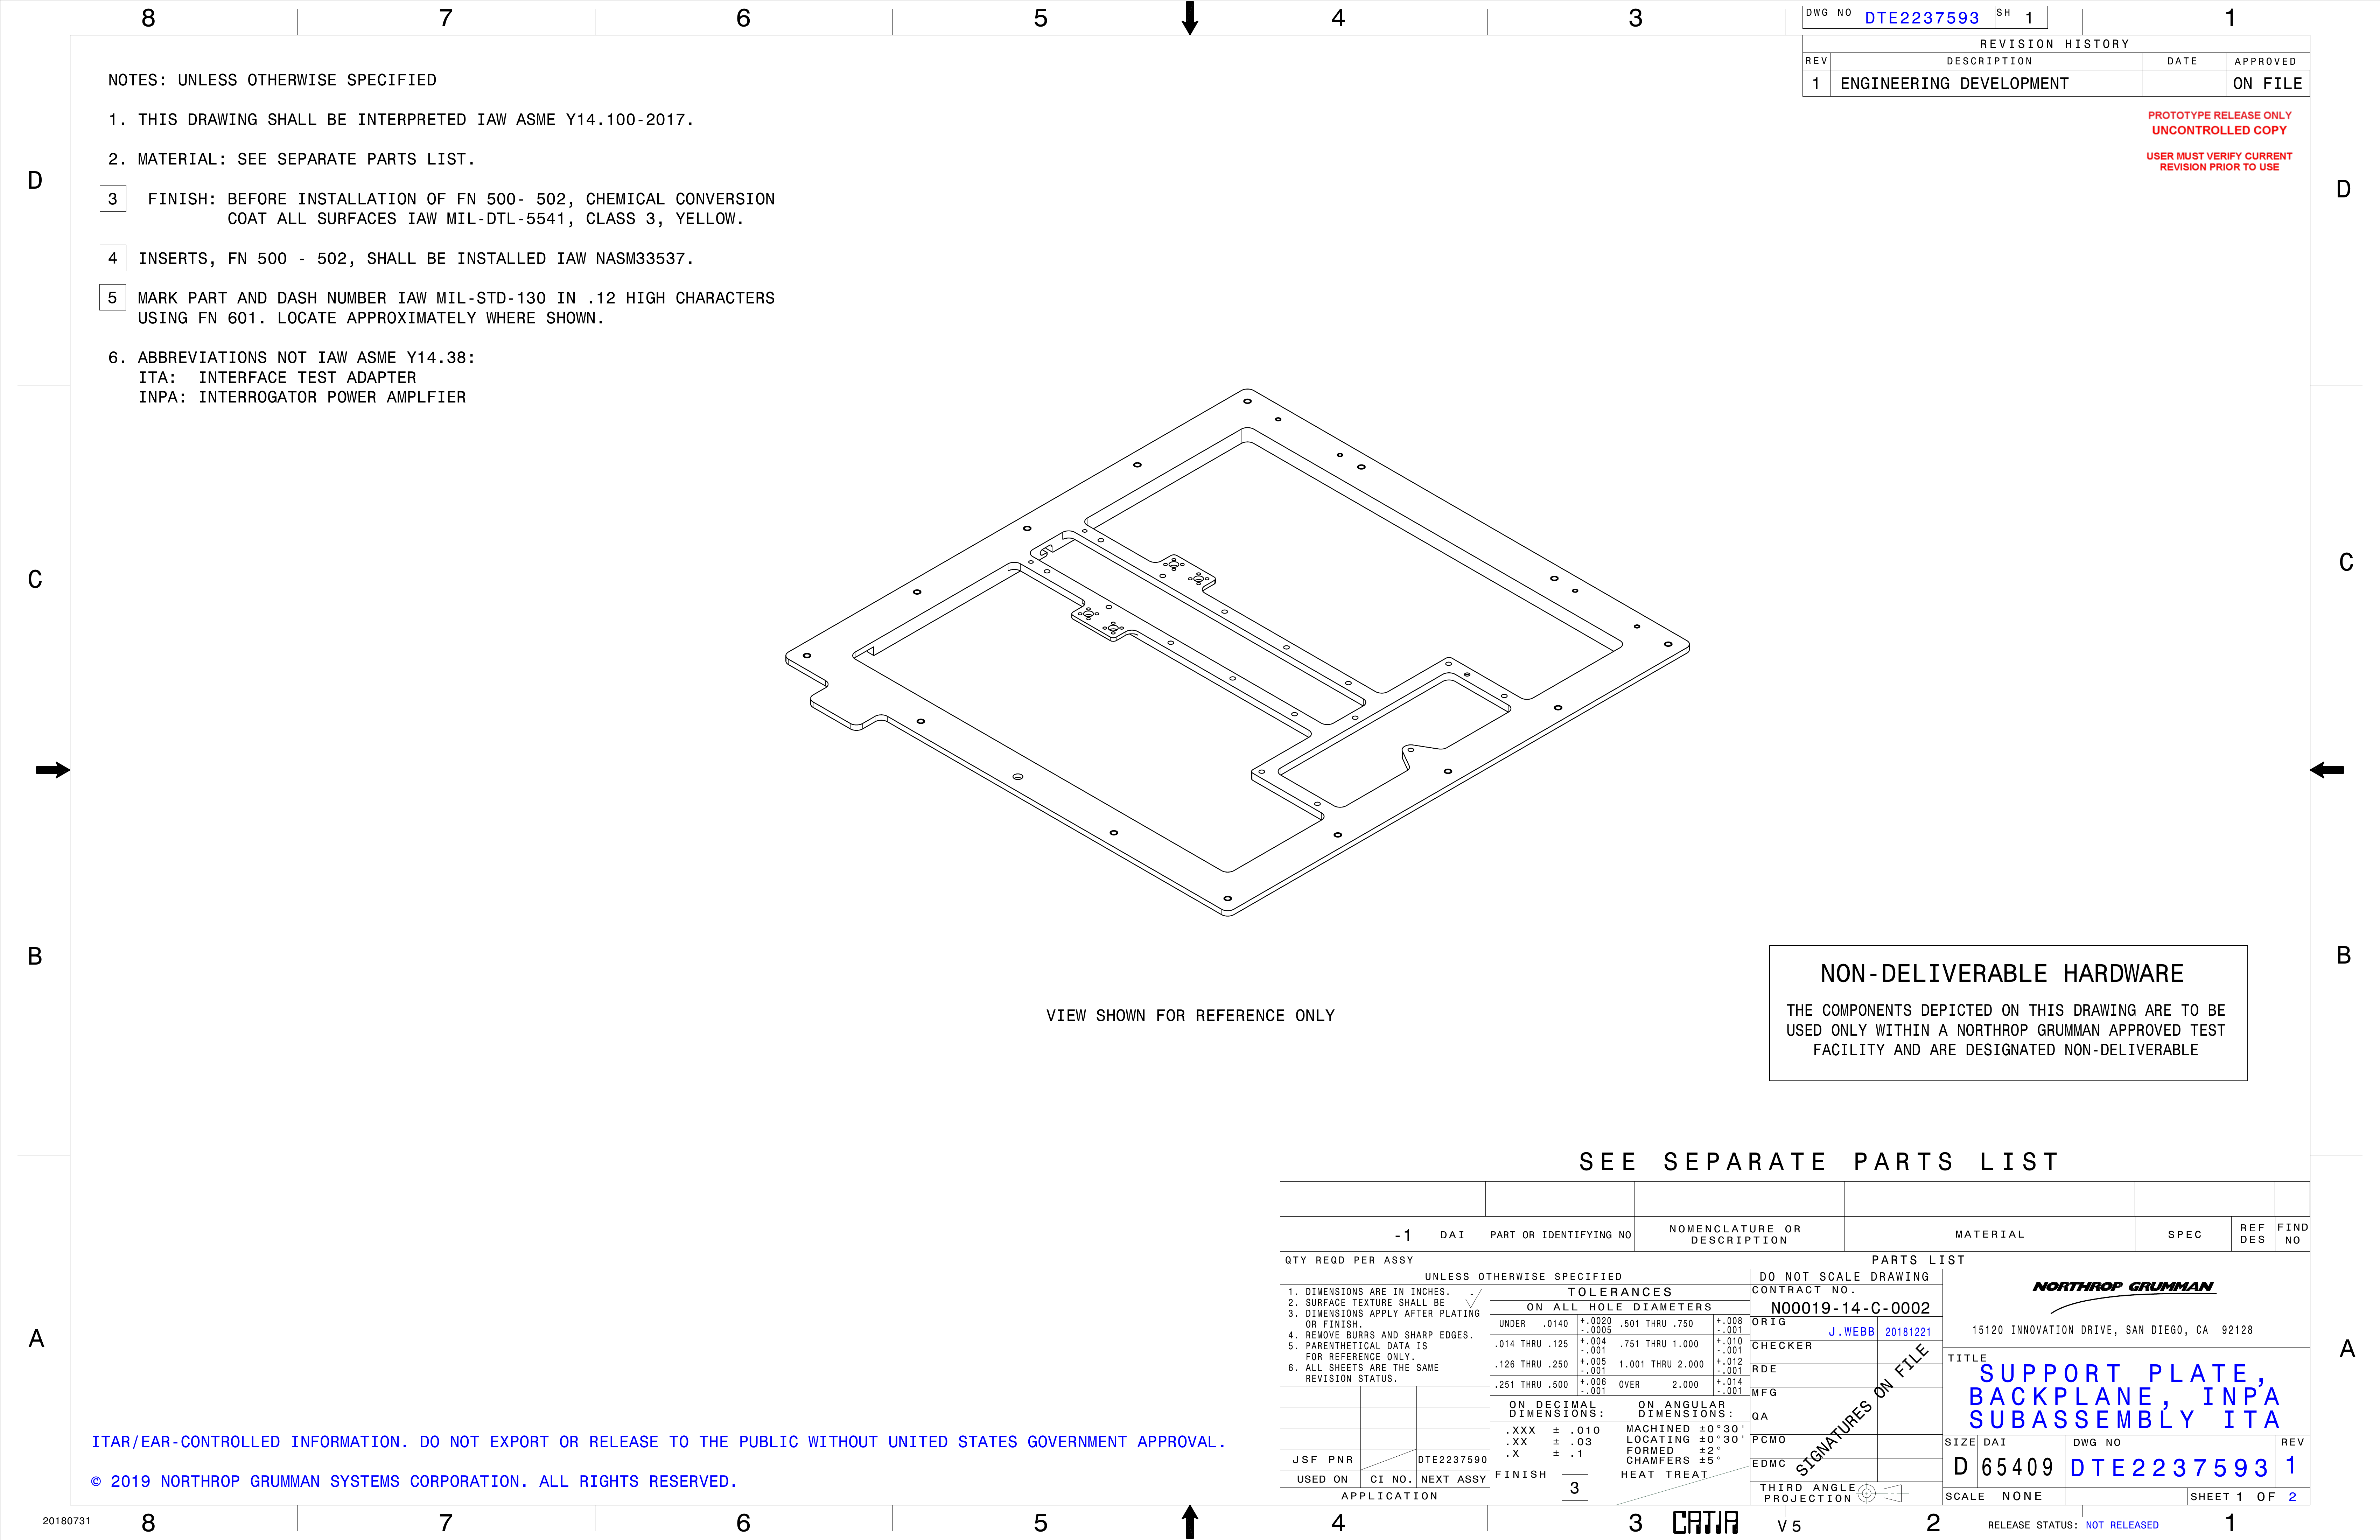 8 7 6 5 4 3 1
DWG NO DTE2237593 SH 1
REVISION HISTORY
REV DESCRIPTION DATE APPROVED
1 ENGINEERING DEVELOPMENT ON FILE
PROTOTYPE RELEASE ONLY
UNCONTROLLED COPY
USER MUST VERIFY CURRENT
REVISION PRIOR TO USE
NOTES: UNLESS OTHERWISE SPECIFIED
1. THIS DRAWING SHALL BE INTERPRETED IAW ASME Y14.100-2017.
2. MATERIAL: SEE SEPARATE PARTS LIST.
3 FINISH: BEFORE INSTALLATION OF FN 500- 502, CHEMICAL CONVERSION
COAT ALL SURFACES IAW MIL-DTL-5541, CLASS 3, YELLOW.
4 INSERTS, FN 500 - 502, SHALL BE INSTALLED IAW NASM33537.
5 MARK PART AND DASH NUMBER IAW MIL-STD-130 IN .12 HIGH CHARACTERS
USING FN 601. LOCATE APPROXIMATELY WHERE SHOWN.
6. ABBREVIATIONS NOT IAW ASME Y14.38:
ITA: INTERFACE TEST ADAPTER
INPA: INTERROGATOR POWER AMPLFIER
D D
C C
B B
A A
VIEW SHOWN FOR REFERENCE ONLY
NON-DELIVERABLE HARDWARE
THE COMPONENTS DEPICTED ON THIS DRAWING ARE TO BE
USED ONLY WITHIN A NORTHROP GRUMMAN APPROVED TEST
FACILITY AND ARE DESIGNATED NON-DELIVERABLE
SEE SEPARATE PARTS LIST
-1 DAI PART OR IDENTIFYING NO NOMENCLATURE OR DESCRIPTION MATERIAL SPEC REF DES FIND NO
QTY REQD PER ASSY PARTS LIST
UNLESS OTHERWISE SPECIFIED
1. DIMENSIONS ARE IN INCHES.
2. SURFACE TEXTURE SHALL BE
3. DIMENSIONS APPLY AFTER PLATING
OR FINISH.
4. REMOVE BURRS AND SHARP EDGES.
5. PARENTHETICAL DATA IS
FOR REFERENCE ONLY.
6. ALL SHEETS ARE THE SAME
REVISION STATUS.
TOLERANCES
ON ALL HOLE DIAMETERS
UNDER .0140 +.0020 -.0005 .501 THRU .750 +.008 -.001
.014 THRU .125 +.004 -.001 .751 THRU 1.000 +.010 -.001
.126 THRU .250 +.005 -.001 1.001 THRU 2.000 +.012 -.001
.251 THRU .500 +.006 -.001 OVER 2.000 +.014 -.001
ON DECIMAL DIMENSIONS: ON ANGULAR DIMENSIONS:
.XXX ± .010 MACHINED ±0°30'
.XX ± .03 LOCATING ±0°30'
.X ± .1 FORMED ±2°
CHAMFERS ±5°
FINISH 3 HEAT TREAT
JSF PNR DTE2237590
USED ON CI NO. NEXT ASSY
APPLICATION
DO NOT SCALE DRAWING
CONTRACT NO.
N00019-14-C-0002
ORIG J.WEBB 20181221
CHECKER
RDE
MFG
QA
PCMO
EDMC
SIGNATURES ON FILE
THIRD ANGLE
PROJECTION
NORTHROP GRUMMAN
15120 INNOVATION DRIVE, SAN DIEGO, CA 92128
TITLE
SUPPORT PLATE,
BACKPLANE, INPA
SUBASSEMBLY ITA
SIZE DAI DWG NO REV
D 65409 DTE2237593 1
SCALE NONE SHEET 1 OF 2
ITAR/EAR-CONTROLLED INFORMATION. DO NOT EXPORT OR RELEASE TO THE PUBLIC WITHOUT UNITED STATES GOVERNMENT APPROVAL.
© 2019 NORTHROP GRUMMAN SYSTEMS CORPORATION. ALL RIGHTS RESERVED.
20180731 8 7 6 5 4 3 CATIA V5 2 RELEASE STATUS: NOT RELEASED 1